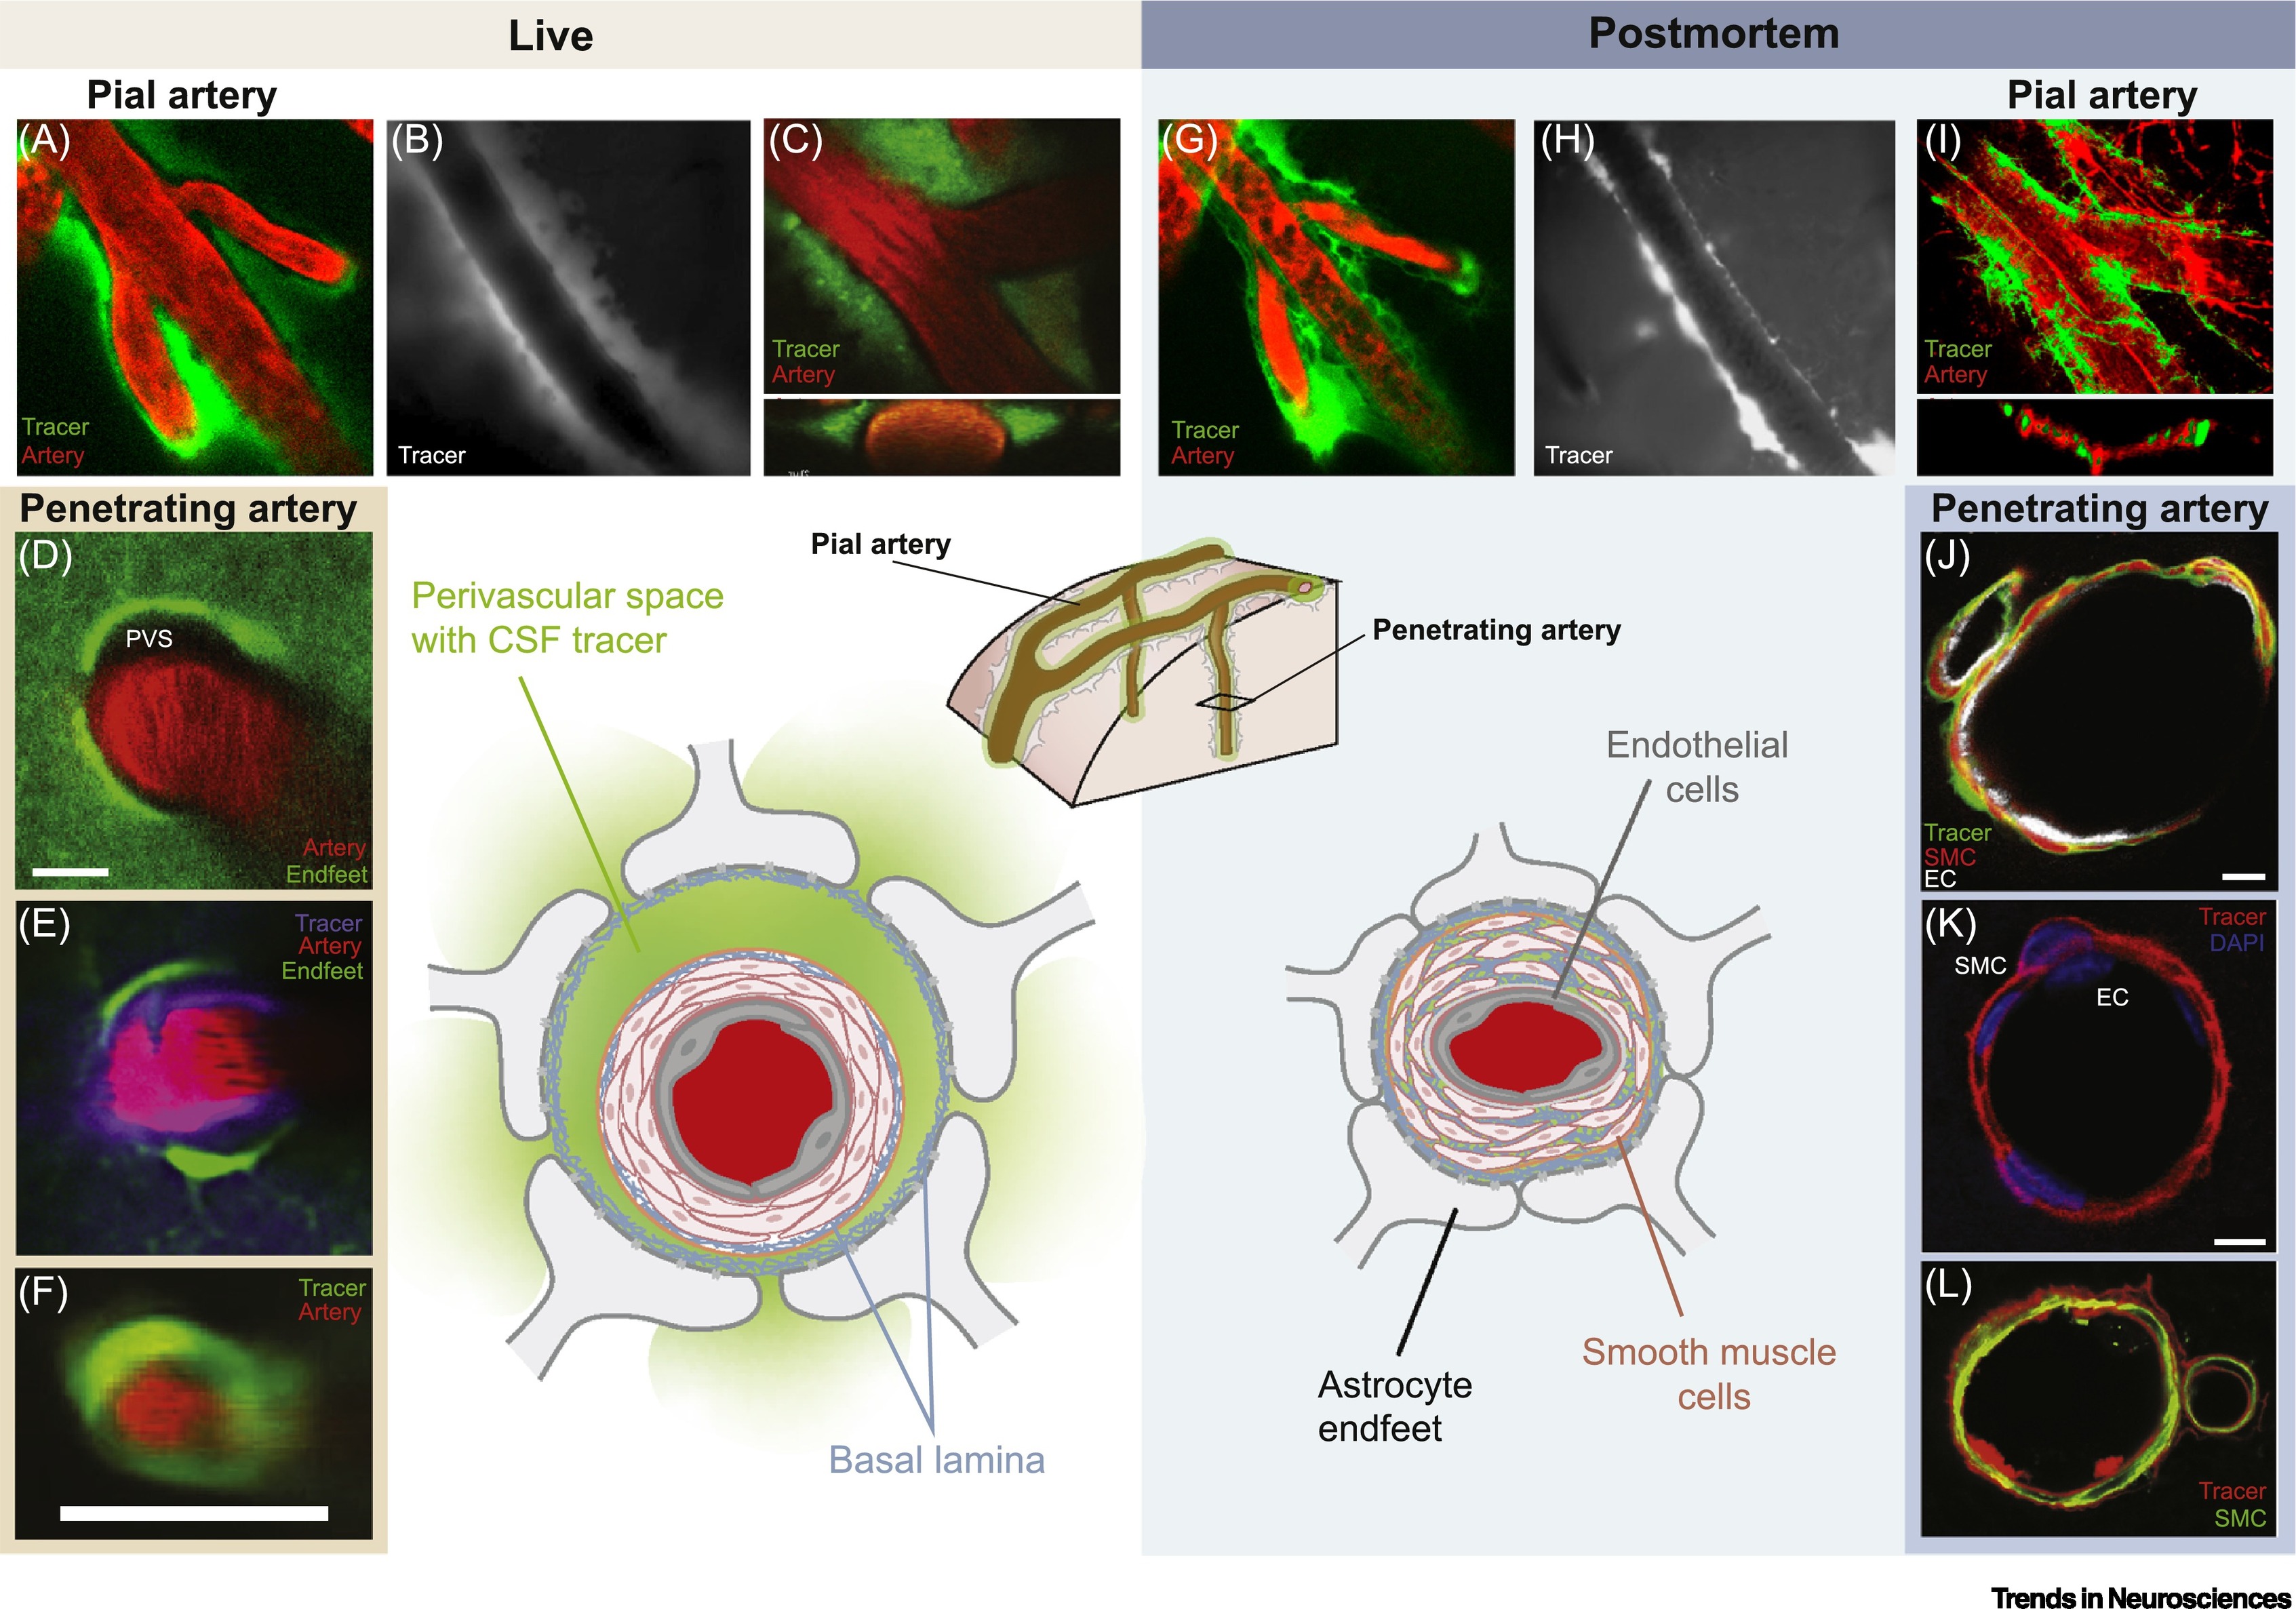 Live
Postmortem
Pial artery
Pial artery
(A)
Tracer
Artery
(B)
Tracer
(C)
Tracer
Artery
(G)
Tracer
Artery
(H)
Tracer
(I)
Tracer
Artery
Penetrating artery
(D)
PVS
Artery
Endfeet
(E)
Tracer
Artery
Endfeet
(F)
Tracer
Artery
Perivascular space
with CSF tracer
Pial artery
Penetrating artery
Endothelial
cells
Basal lamina
Astrocyte
endfeet
Smooth muscle
cells
Penetrating artery
(J)
Tracer
SMC
EC
(K)
Tracer
DAPI
SMC
EC
(L)
Tracer
SMC
Trends in Neurosciences